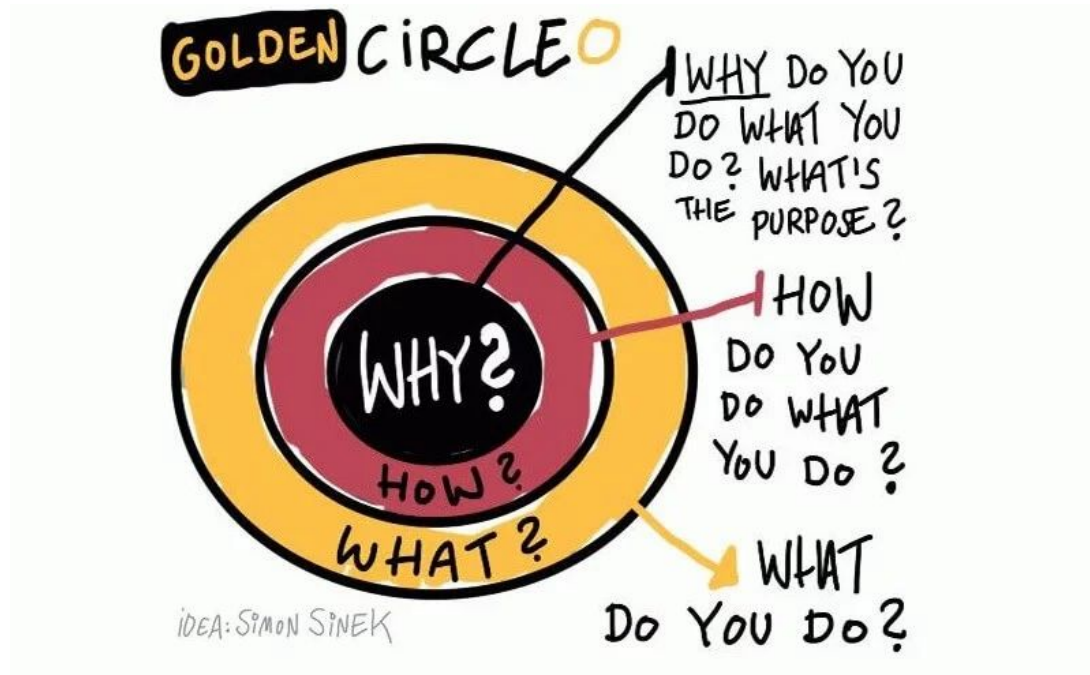 GOLDEN CiRCLE
WHY DO YOU
DO WHAT YOU
DO? WHAT'S
THE PURPOSE?
WHY?
HOW?
WHAT?
HOW
DO YOU
DO WHAT
YOU DO?
WHAT
DO YOU DO?
iDEA: SiMON SiNEK